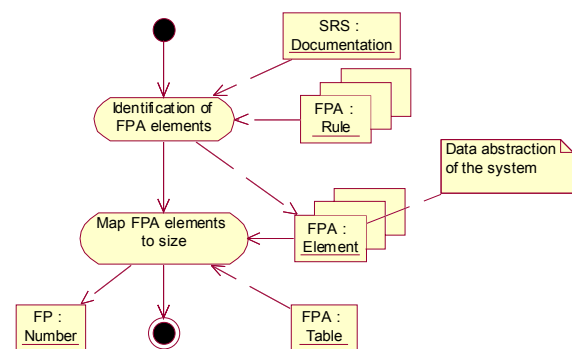 SRS :
Documentation
Identification of
FPA elements
FPA :
Rule
Data abstraction
of the system
Map FPA elements
to size
FPA :
Element
FP :
Number
FPA :
Table